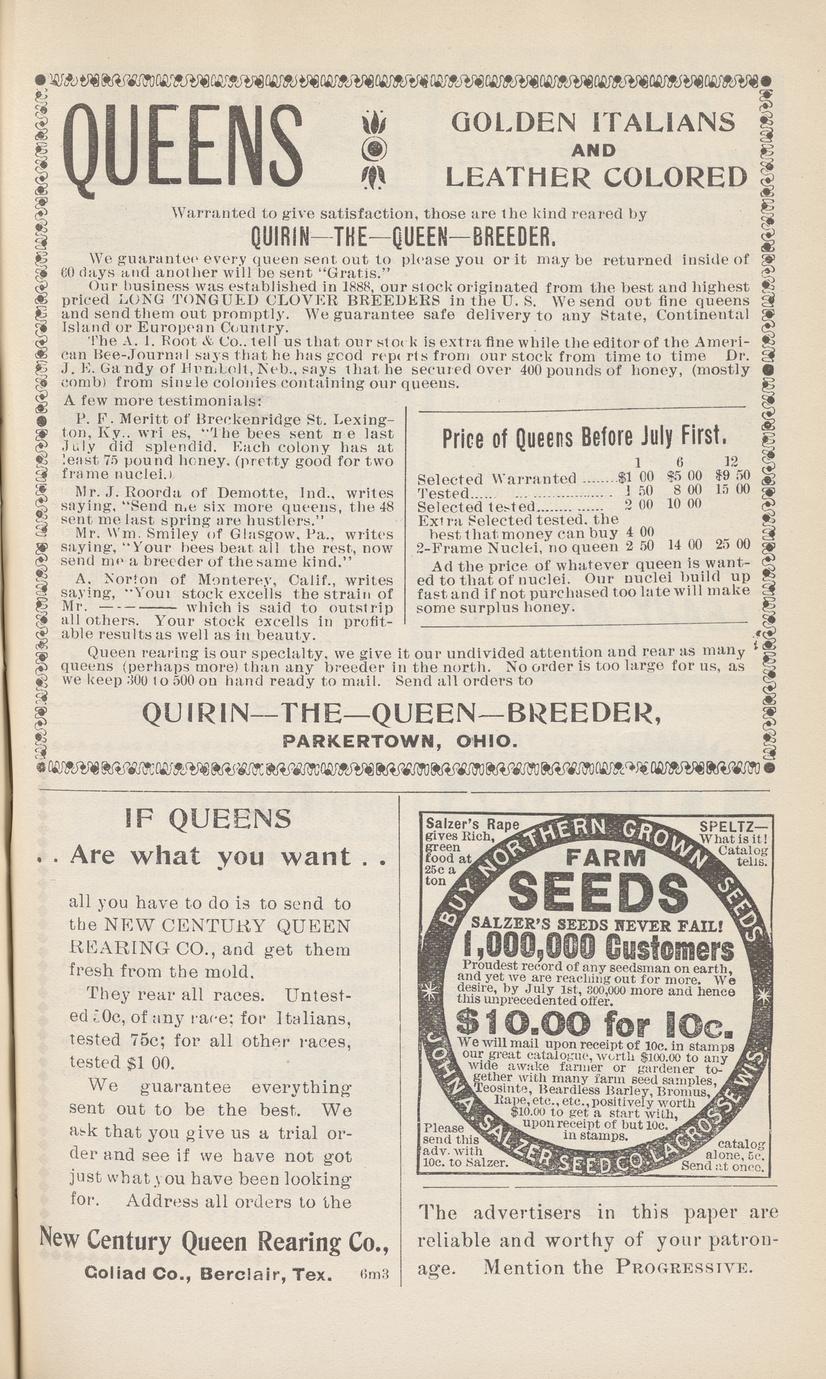 QUEENS
GOLDEN ITALIANS
AND
LEATHER COLORED
Warranted to give satisfaction, those are the kind reared by
QUIRIN—THE—QUEEN—BREEDER.
We guarantee every queen sent out to please you or it may be returned inside of
60 days and another will be sent "Gratis."
Our business was established in 1888, our stock originated from the best and highest
priced LONG TONGUED CLOVER BREEDERS in the U. S. We send out fine queens
and send them out promptly. We guarantee safe delivery to any State, Continental
Island or European Country.
The A. I. Root & Co., tell us that our stock is extra fine while the editor of the Ameri-
can Bee-Journal says that he has good reports from our stock from time to time Dr.
J. E. Gandy of Humbolt, Neb., says that he secured over 400 pounds of honey, (mostly
comb) from single colonies containing our queens.
A few more testimonials:
P. F. Meritt of Breckenridge St. Lexing-
ton, Ky., wri es, "The bees sent me last
July did splendid. Each colony has at
least 75 pound honey. (pretty good for two
frame nuclei.)
Mr. J. Roorda of Demotte, Ind., writes
saying, "Send me six more queens, the 48
sent me last spring are hustlers."
Mr. Wm. Smiley of Glasgow, Pa., writes
saying, "Your bees beat all the rest, now
send me a breeder of the same kind."
A. Norton of Monterey, Calif., writes
saying, "Your stock excells the strain of
Mr. ————— which is said to outstrip
all others. Your stock excells in profit-
able results as well as in beauty.
Price of Queens Before July First.
1 6 12
Selected Warranted ........$1 00 $5 00 $9 50
Tested..... ... ................... 1 50 8 00 15 00
Selected tested............... 2 00 10 00
Extra Selected tested. the
best that money can buy 4 00
2-Frame Nuclei, no queen 2 50 14 00 25 00
Ad the price of whatever queen is want-
ed to that of nuclei. Our nuclei build up
fast and if not purchased too late will make
some surplus honey.
Queen rearing is our specialty, we give it our undivided attention and rear as many
queens (perhaps more) than any breeder in the north. No order is too large for us, as
we keep 300 to 500 on hand ready to mail. Send all orders to
QUIRIN—THE—QUEEN—BREEDER,
PARKERTOWN, OHIO.
IF QUEENS
. . Are what you want . .
all you have to do is to send to
the NEW CENTURY QUEEN
REARING CO., and get them
fresh from the mold.
They rear all races. Untest-
ed 50c, of any race; for Italians,
tested 75c; for all other races,
tested $1 00.
We guarantee everything
sent out to be the best. We
ask that you give us a trial or-
der and see if we have not got
just what you have been looking
for. Address all orders to the
New Century Queen Rearing Co.,
Goliad Co., Berclair, Tex. 6m3
Salzer's Rape
gives Rich,
green
food at
25c a
ton
SPELTZ—
What is it!
Catalog
tells.
BUY NORTHERN GROWN SEEDS
FARM
SEEDS
SALZER'S SEEDS NEVER FAIL!
1,000,000 Customers
Proudest record of any seedsman on earth,
and yet we are reaching out for more. We
desire, by July 1st, 300,000 more and hence
this unprecedented offer.
$10.00 for 10c.
We will mail upon receipt of 10c. in stamps
our great catalogue, worth $100.00 to any
wide awake farmer or gardener to-
gether with many farm seed samples,
Teosinte, Beardless Barley, Bromus,
Rape, etc., etc., positively worth
$10.00 to get a start with,
upon receipt of but 10c.
in stamps.
JOHN A. SALZER SEED CO. LACROSSE WIS.
Please
send this
adv. with
10c. to Salzer.
catalog
alone, 5c.
Send at once.
The advertisers in this paper are
reliable and worthy of your patron-
age. Mention the PROGRESSIVE.